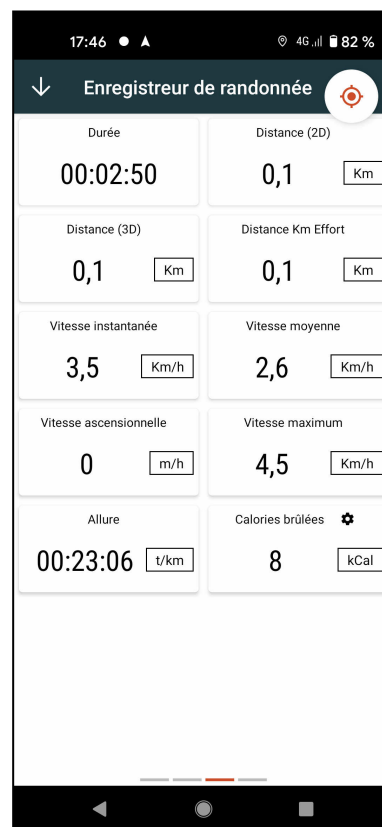 17:46 4G 82 %
Enregistreur de randonnée
Durée
00:02:50
Distance (2D)
0,1 Km
Distance (3D)
0,1 Km
Distance Km Effort
0,1 Km
Vitesse instantanée
3,5 Km/h
Vitesse moyenne
2,6 Km/h
Vitesse ascensionnelle
0 m/h
Vitesse maximum
4,5 Km/h
Allure
00:23:06 t/km
Calories brûlées
8 kCal